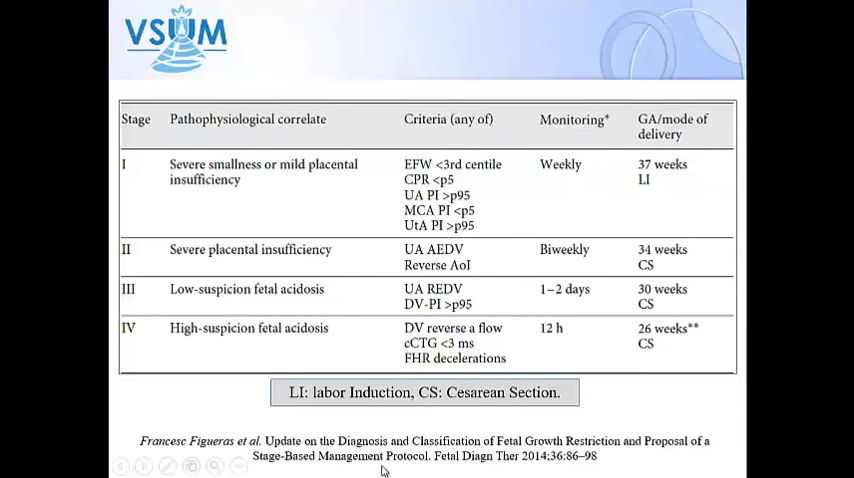 VSUM
Stage Pathophysiological correlate Criteria (any of) Monitoring* GA/mode of
delivery
I Severe smallness or mild placental EFW <3rd centile Weekly 37 weeks
insufficiency CPR <p5 LI
UA PI >p95
MCA PI <p5
UtA PI >p95
II Severe placental insufficiency UA AEDV Biweekly 34 weeks
Reverse AoI CS
III Low-suspicion fetal acidosis UA REDV 1–2 days 30 weeks
DV-PI >p95 CS
IV High-suspicion fetal acidosis DV reverse a flow 12 h 26 weeks**
cCTG <3 ms CS
FHR decelerations
LI: labor Induction, CS: Cesarean Section.
Francesc Figueras et al. Update on the Diagnosis and Classification of Fetal Growth Restriction and Proposal of a
Stage-Based Management Protocol. Fetal Diagn Ther 2014;36:86–98